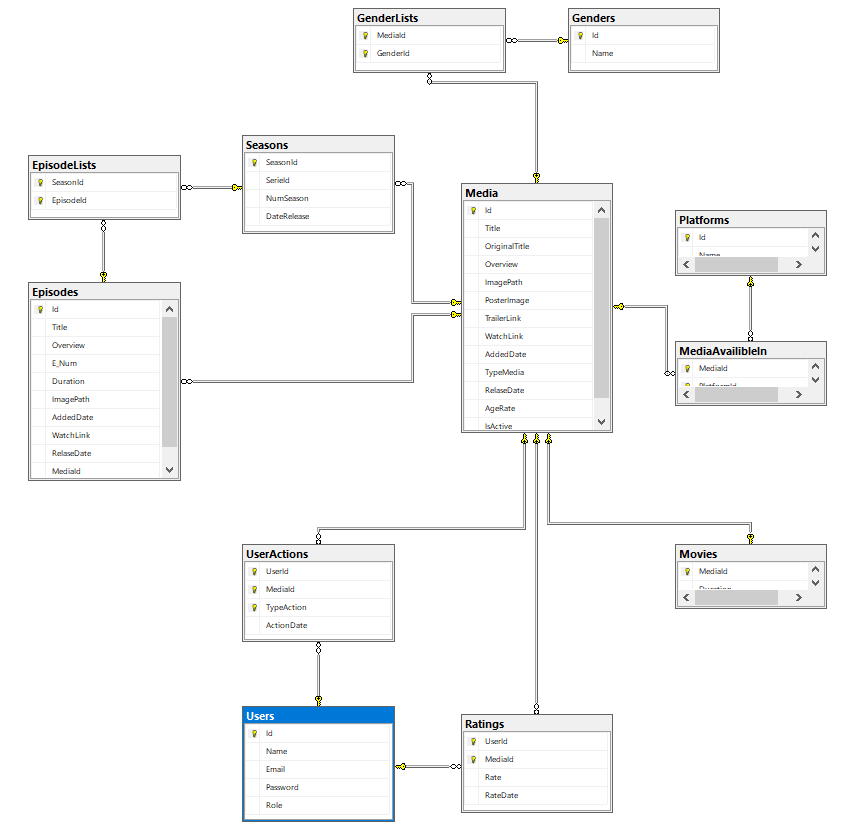 GenderLists
MediaId
GenderId
Genders
Id
Name
EpisodeLists
SeasonId
EpisodeId
Seasons
SeasonId
SerieId
NumSeason
DateRelease
Media
Id
Title
OriginalTitle
Overview
ImagePath
PosterImage
TrailerLink
WatchLink
AddedDate
TypeMedia
RelaseDate
AgeRate
IsActive
Platforms
Id
Name
Episodes
Id
Title
Overview
E_Num
Duration
ImagePath
AddedDate
WatchLink
RelaseDate
MediaId
MediaAvailibleIn
MediaId
PlatformId
UserActions
UserId
MediaId
TypeAction
ActionDate
Movies
MediaId
Duration
Users
Id
Name
Email
Password
Role
Ratings
UserId
MediaId
Rate
RateDate